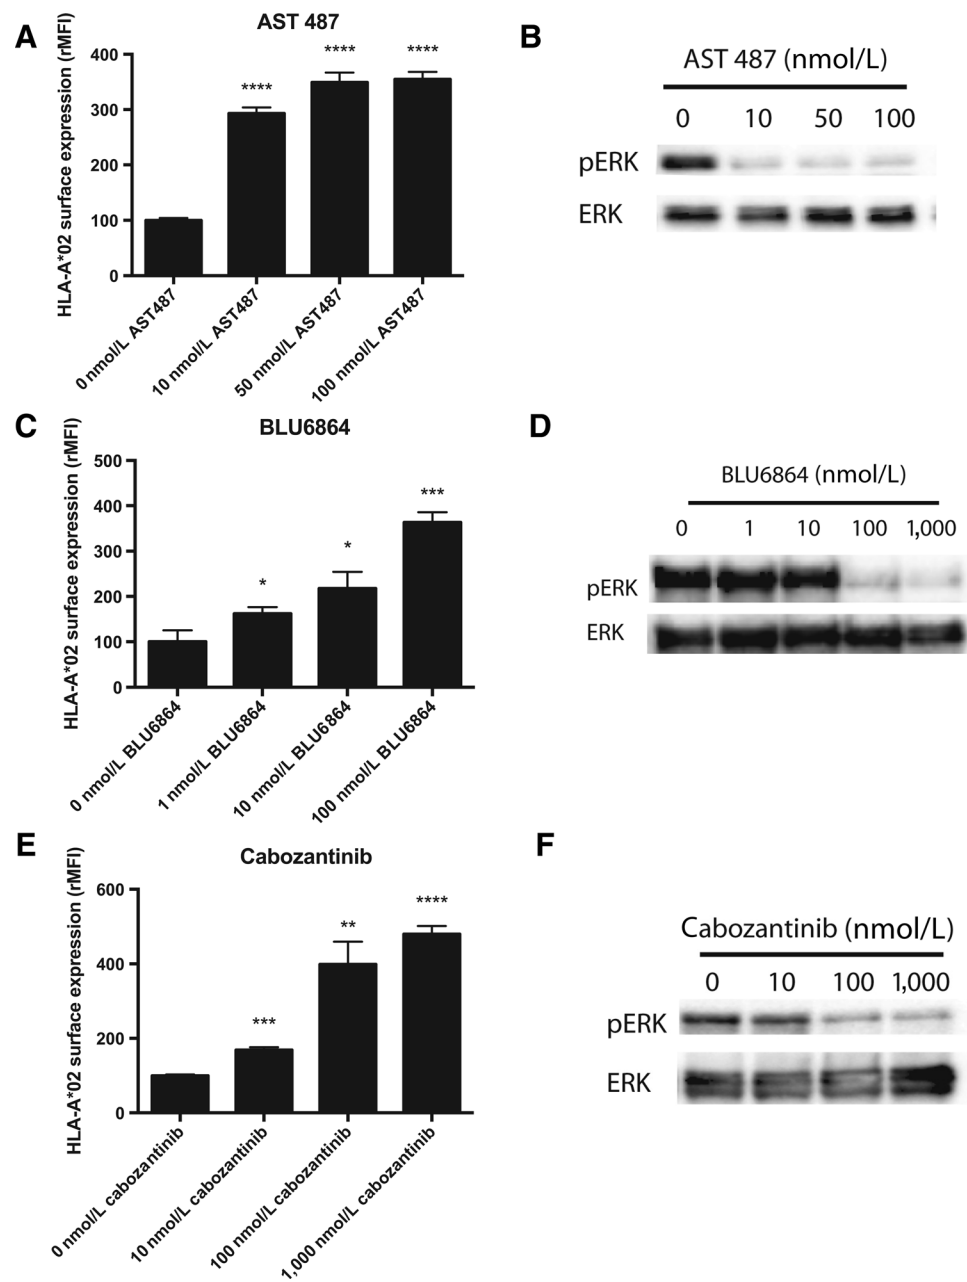 A
AST 487
HLA-A*02 surface expression (rMFI)
400
300
200
100
0
****
****
****
0 nmol/L AST487
10 nmol/L AST487
50 nmol/L AST487
100 nmol/L AST487
B
AST 487 (nmol/L)
0 10 50 100
pERK
ERK
C
BLU6864
HLA-A*02 surface expression (rMFI)
500
400
300
200
100
0
*
*
***
0 nmol/L BLU6864
1 nmol/L BLU6864
10 nmol/L BLU6864
100 nmol/L BLU6864
D
BLU6864 (nmol/L)
0 1 10 100 1,000
pERK
ERK
E
Cabozantinib
HLA-A*02 surface expression (rMFI)
600
400
200
0
***
**
****
0 nmol/L cabozantinib
10 nmol/L cabozantinib
100 nmol/L cabozantinib
1,000 nmol/L cabozantinib
F
Cabozantinib (nmol/L)
0 10 100 1,000
pERK
ERK